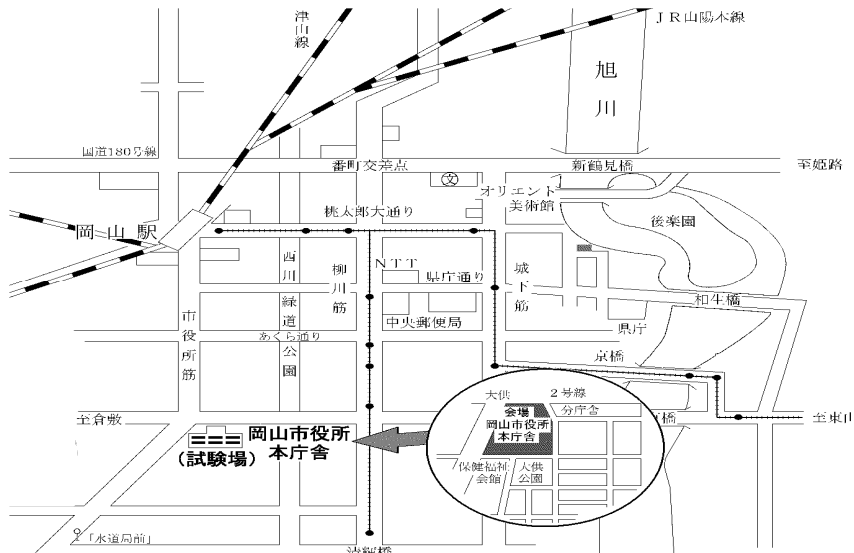 津山線
JR山陽本線
旭川
国道180号線
番町交差点
新鶴見橋
至姫路
文
オリエント
美術館
桃太郎大通り
後楽園
岡山駅
西川
緑道
公園
柳川筋
NTT
県庁通り
城下筋
市役所筋
中央郵便局
相生橋
県庁
あくら通り
京橋
至倉敷
大供
2号線
会場
岡山市役所
本庁舎
分庁舎
橋
至東山
岡山市役所
本庁舎
(試験場)
保健福祉
会館
大供
公園
「水道局前」